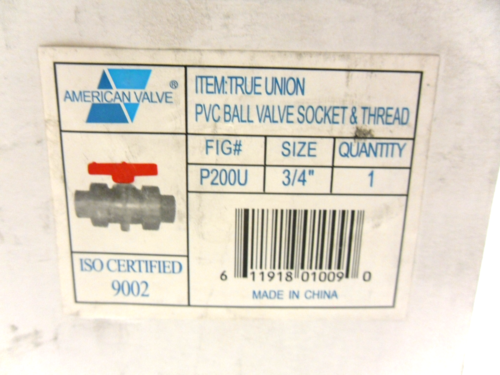 AMERICAN VALVE ®
ITEM:TRUE UNION
PVC BALL VALVE SOCKET & THREAD
FIG# SIZE QUANTITY
P200U 3/4" 1
ISO CERTIFIED
9002
6 11918 01009 0
MADE IN CHINA